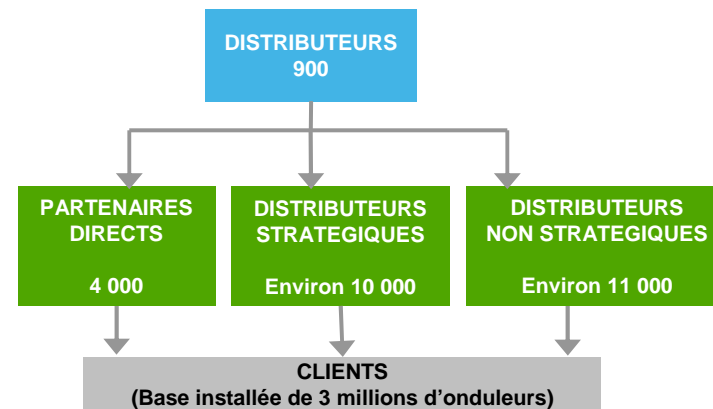 DISTRIBUTEURS
900
PARTENAIRES
DIRECTS
4 000
DISTRIBUTEURS
STRATEGIQUES
Environ 10 000
DISTRIBUTEURS
NON STRATEGIQUES
Environ 11 000
CLIENTS
(Base installée de 3 millions d’onduleurs)